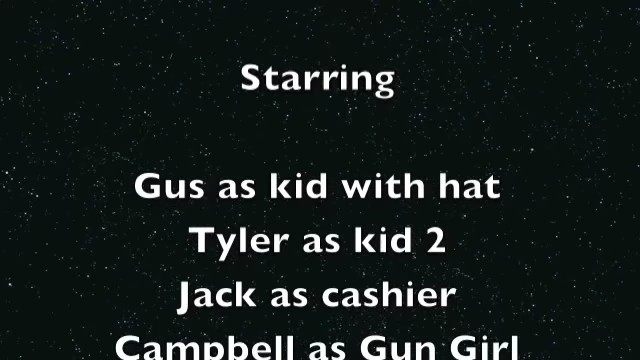 Starring
Gus as kid with hat
Tyler as kid 2
Jack as cashier
Campbell as Gun Girl